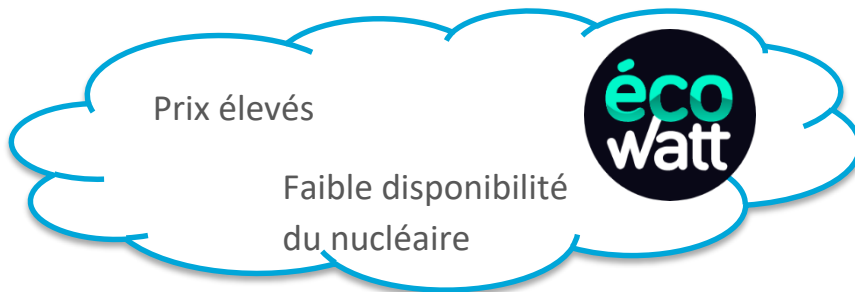 éco
watt
Prix élevés
Faible disponibilité
du nucléaire